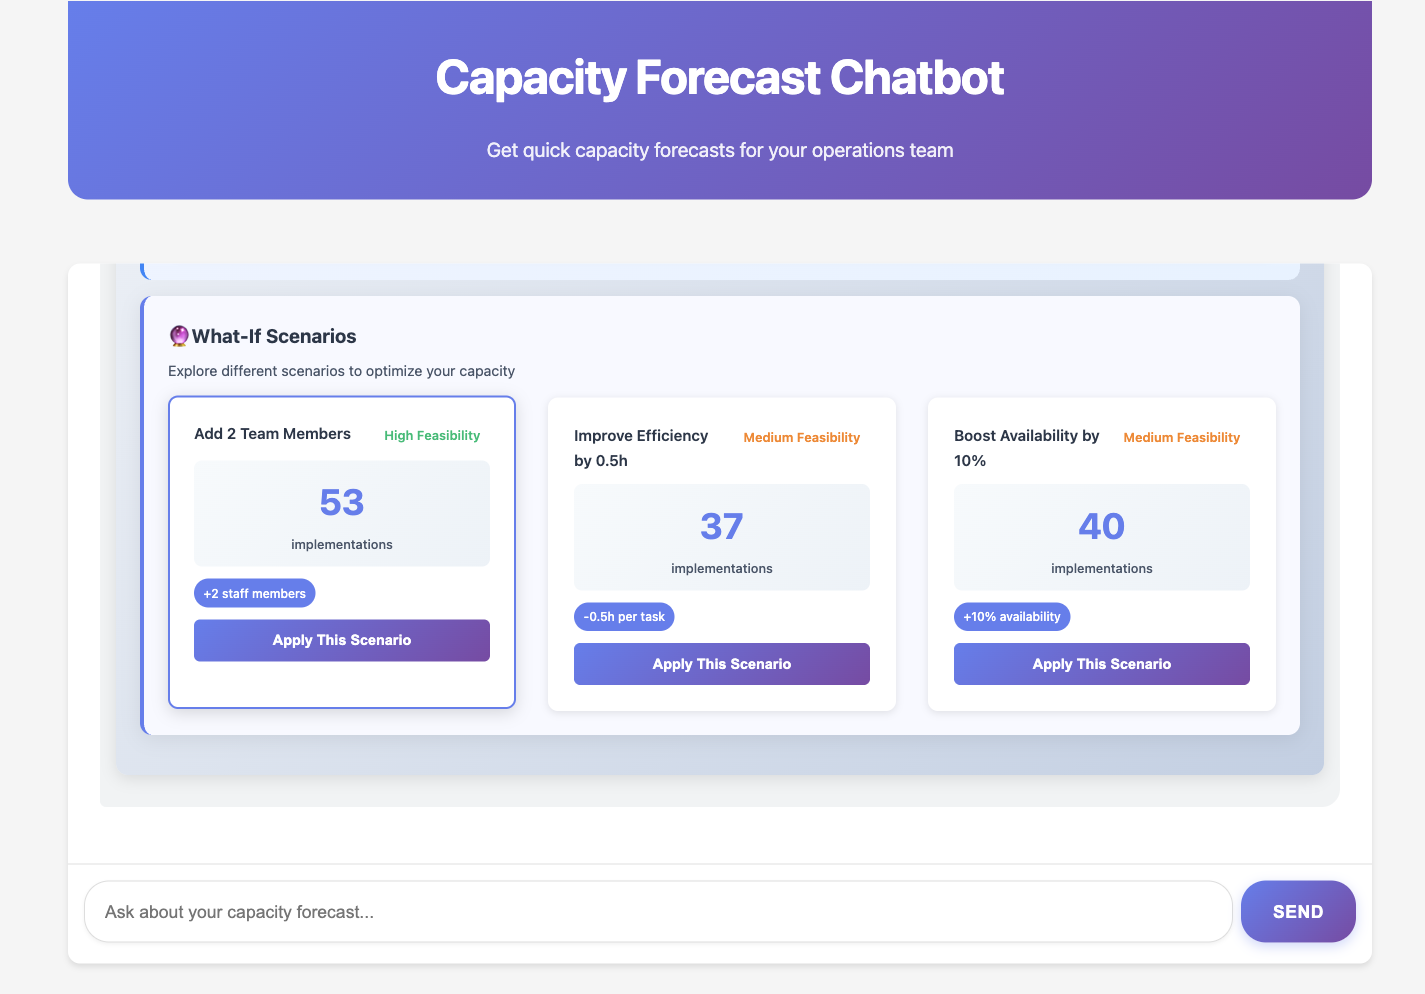 Capacity Forecast Chatbot
Get quick capacity forecasts for your operations team
What-If Scenarios
Explore different scenarios to optimize your capacity
Add 2 Team Members
High Feasibility
53
implementations
+2 staff members
Apply This Scenario
Improve Efficiency
by 0.5h
Medium Feasibility
37
implementations
-0.5h per task
Apply This Scenario
Boost Availability by
10%
Medium Feasibility
40
implementations
+10% availability
Apply This Scenario
Ask about your capacity forecast...
SEND